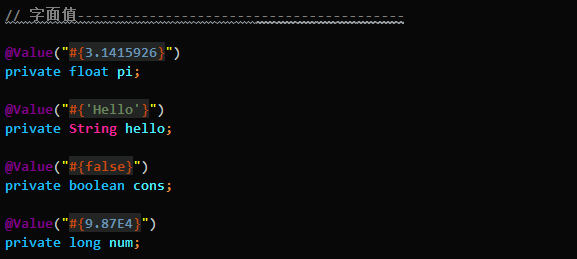 // 字面值-----------------------------------------
@Value("#{3.1415926}")
private float pi;
@Value("#{'Hello'}")
private String hello;
@Value("#{false}")
private boolean cons;
@Value("#{9.87E4}")
private long num;